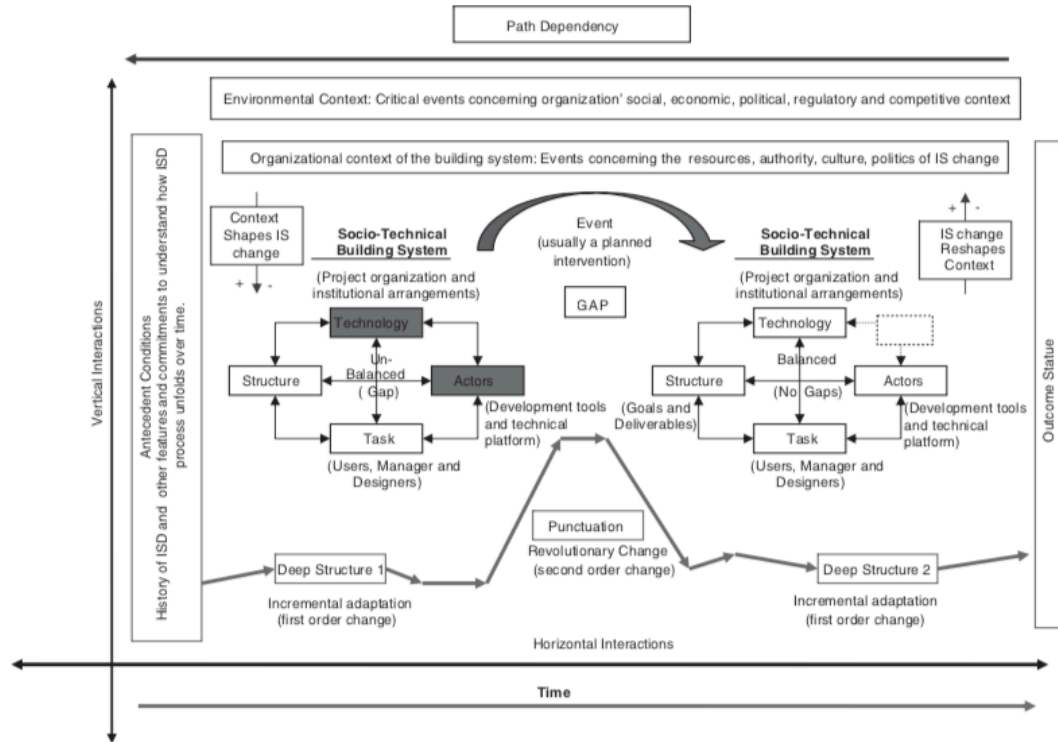 Path Dependency
Environmental Context: Critical events concerning organization' social, economic, political, regulatory and competitive context
Organizational context of the building system: Events concerning the resources, authority, culture, politics of IS change
Vertical Interactions
Antecedent Conditions
History of ISD and other features and commitments to understand how ISD
process unfolds over time.
Context
Shapes IS
change
+ -
Socio-Technical
Building System
(Project organization and
institutional arrangements)
Technology
Un-
Balanced
( Gap)
Structure
Actors
(Development tools
and technical
platform)
Task
(Users, Manager and
Designers)
Event
(usually a planned
intervention)
GAP
Socio-Technical
Building System
(Project organization and
institutional arrangements)
Technology
Balanced
(No Gaps)
Structure
Actors
(Goals and
Deliverables)
(Development tools
and technical
platform)
Task
(Users, Manager and
Designers)
+ -
IS change
Reshapes
Context
Outcome Statue
Punctuation
Revolutionary Change
(second order change)
Deep Structure 1
Incremental adaptation
(first order change)
Deep Structure 2
Incremental adaptation
(first order change)
Horizontal Interactions
Time